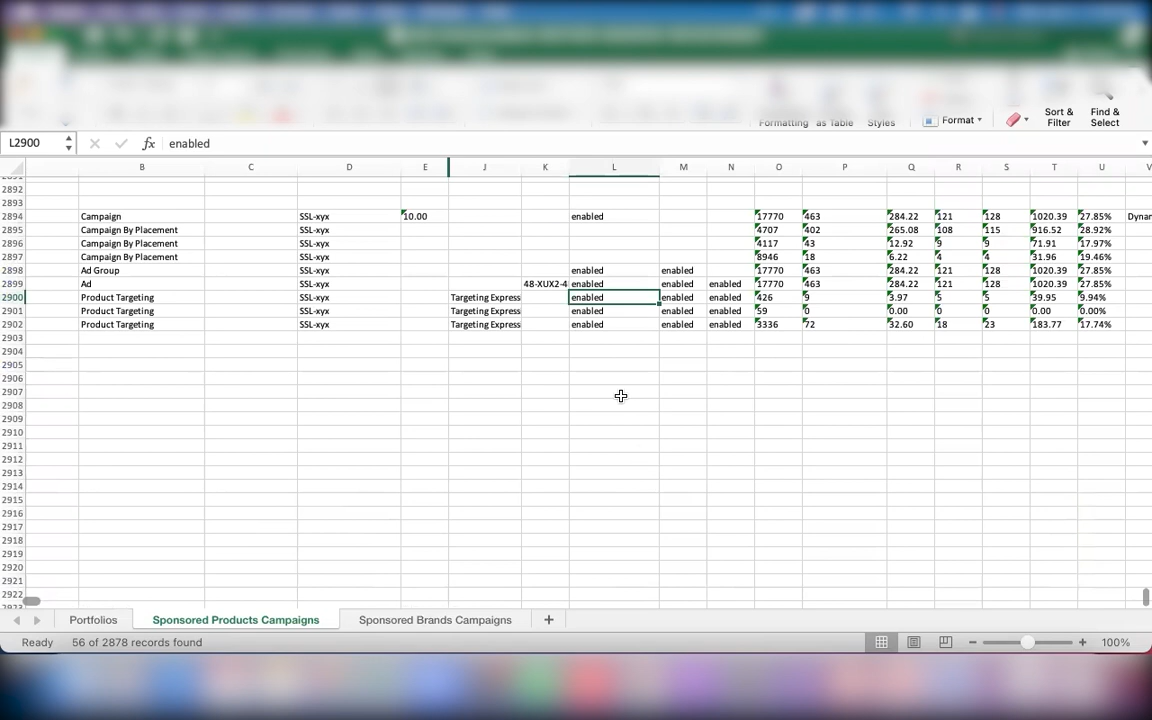 Formatting as Table Styles Format Sort & Filter Find & Select
L2900 fx enabled
B C D E J K L M N O P Q R S T U V
2891
2892
2893
2894 Campaign SSL-xyx 10.00 enabled 17770 463 284.22 121 128 1020.39 27.85% Dynar
2895 Campaign By Placement SSL-xyx 4707 402 265.08 108 115 916.52 28.92%
2896 Campaign By Placement SSL-xyx 4117 43 12.92 9 9 71.91 17.97%
2897 Campaign By Placement SSL-xyx 8946 18 6.22 4 4 31.96 19.46%
2898 Ad Group SSL-xyx enabled enabled 17770 463 284.22 121 128 1020.39 27.85%
2899 Ad SSL-xyx 48-XUX2-4 enabled enabled enabled 17770 463 284.22 121 128 1020.39 27.85%
2900 Product Targeting SSL-xyx Targeting Express enabled enabled enabled 426 9 3.97 5 5 39.95 9.94%
2901 Product Targeting SSL-xyx Targeting Express enabled enabled enabled 59 0 0.00 0 0 0.00 0.00%
2902 Product Targeting SSL-xyx Targeting Express enabled enabled enabled 3336 72 32.60 18 23 183.77 17.74%
2903
2904
2905
2906
2907
2908
2909
2910
2911
2912
2913
2914
2915
2916
2917
2918
2919
2920
2921
2922
2923
Portfolios Sponsored Products Campaigns Sponsored Brands Campaigns +
Ready 56 of 2878 records found 100%